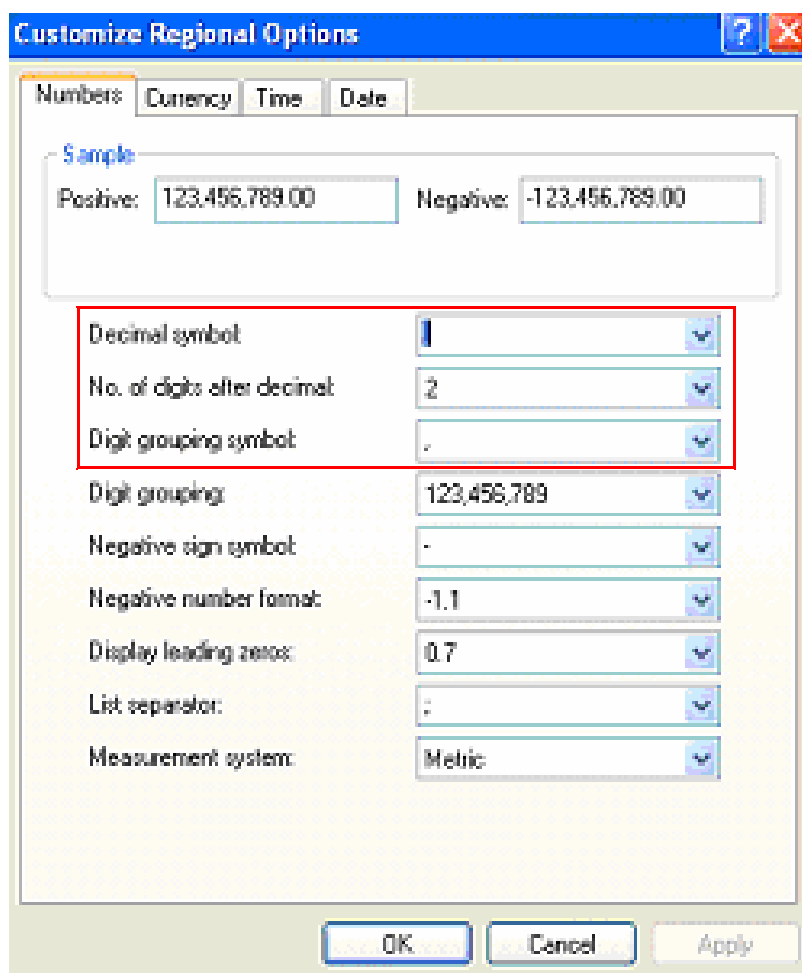 Customize Regional Options
Numbers Currency Time Date
Sample
Positive: 123,456,789.00 Negative: -123,456,789.00
Decimal symbol:
No. of digits after decimal: 2
Digit grouping symbol: ,
Digit grouping: 123,456,789
Negative sign symbol: -
Negative number format: -1.1
Display leading zeros: 0.7
List separator: ;
Measurement system: Metric
OK Cancel Apply